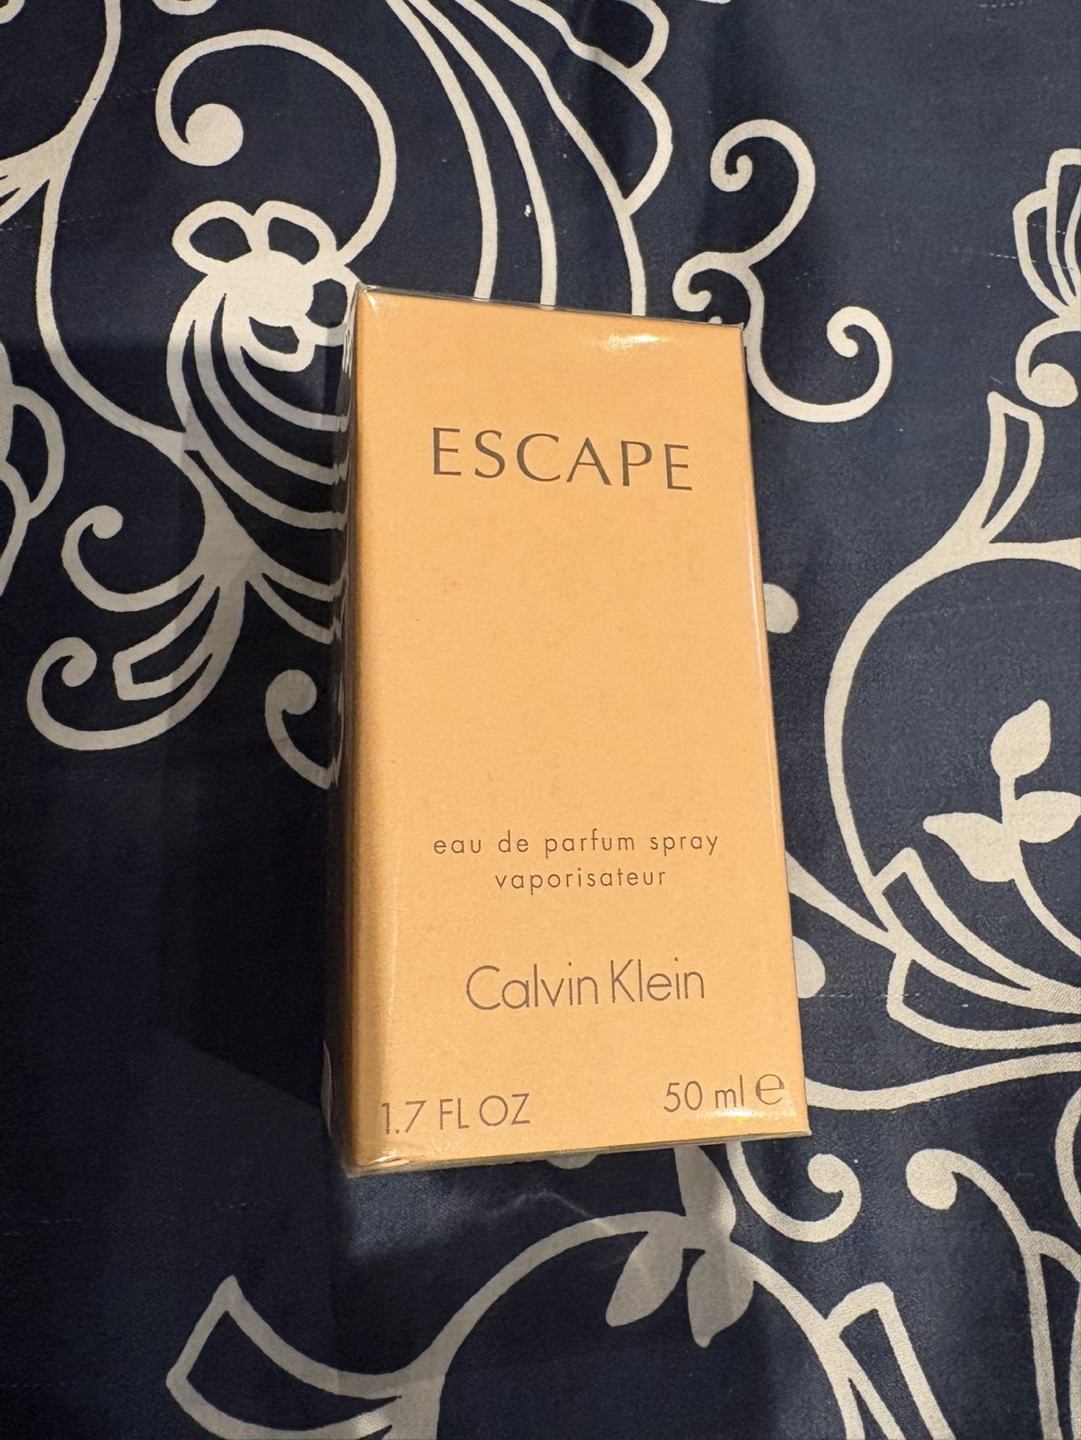 ESCAPE
eau de parfum spray
vaporisateur
Calvin Klein
1.7 FL OZ
50 ml ℮